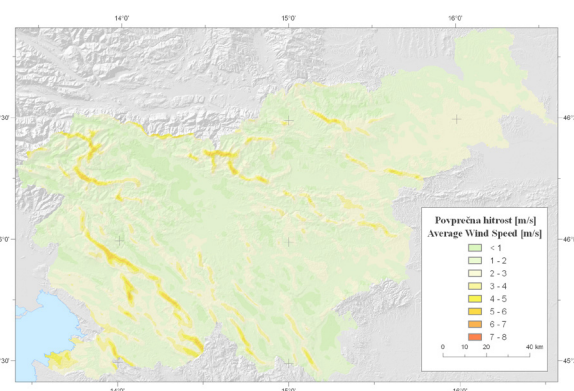 14°0' 15°0' 16°0'
Povprečna hitrost [m/s]
Average Wind Speed [m/s]
< 1
1 - 2
2 - 3
3 - 4
4 - 5
5 - 6
6 - 7
7 - 8
0 10 20 40 km